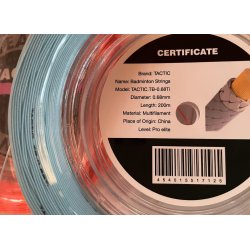 CERTIFICATE
Brand: TACTIC
Name: Badminton Strings
Model: TACTIC.TB-0.68Ti
Diameter: 0.68mm
Length: 200m
Material: Multifilament
Place of Origin: China
Level: Pro elite